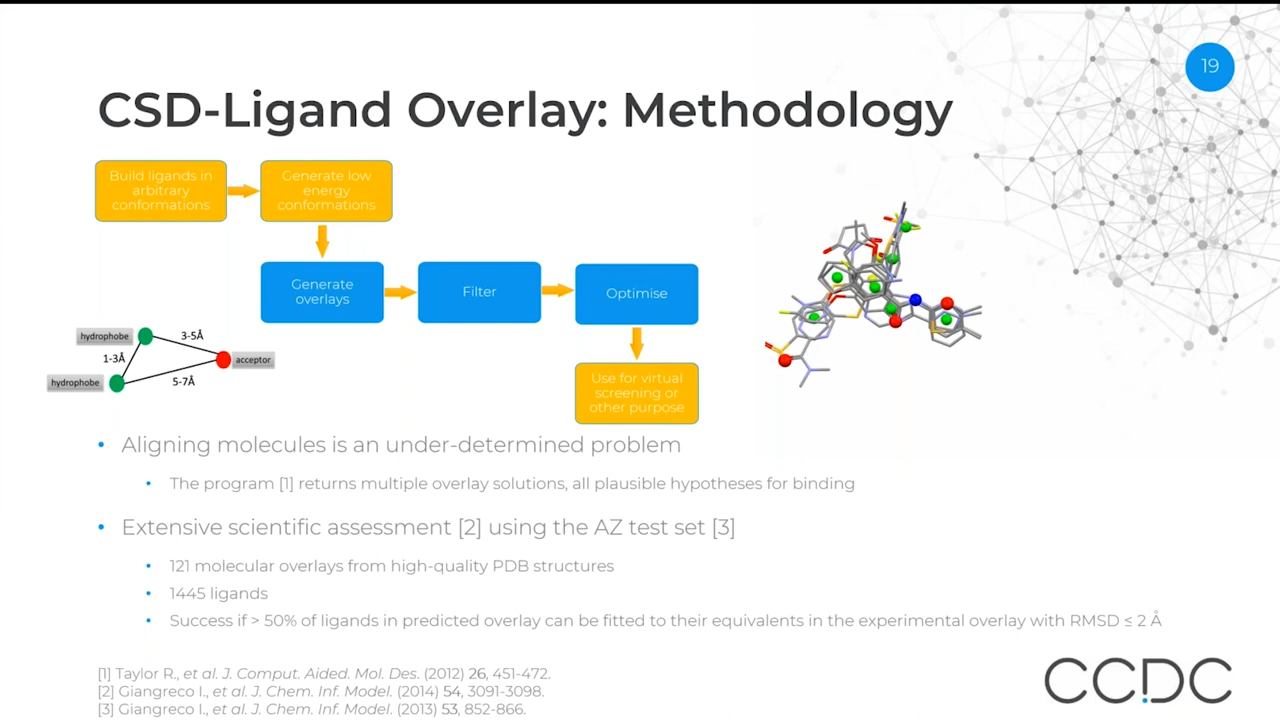 19
CSD-Ligand Overlay: Methodology
Build ligands in
arbitrary
conformations
Generate low
energy
conformations
Generate
overlays
Filter
Optimise
Use for virtual
screening or
other purpose
hydrophobe
3-5Å
1-3Å
acceptor
hydrophobe
5-7Å
• Aligning molecules is an under-determined problem
• The program [1] returns multiple overlay solutions, all plausible hypotheses for binding
• Extensive scientific assessment [2] using the AZ test set [3]
• 121 molecular overlays from high-quality PDB structures
• 1445 ligands
• Success if > 50% of ligands in predicted overlay can be fitted to their equivalents in the experimental overlay with RMSD ≤ 2 Å
[1] Taylor R., et al. J. Comput. Aided. Mol. Des. (2012) 26, 451-472.
[2] Giangreco I., et al. J. Chem. Inf. Model. (2014) 54, 3091-3098.
[3] Giangreco I., et al. J. Chem. Inf. Model. (2013) 53, 852-866.
CCDC